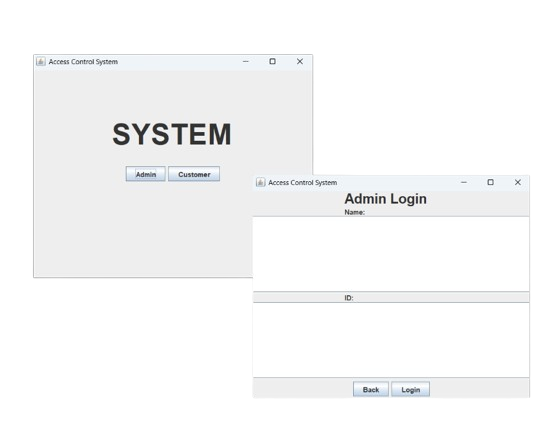 Access Control System
SYSTEM
Admin Customer
Access Control System
Admin Login
Name:
ID:
Back Login